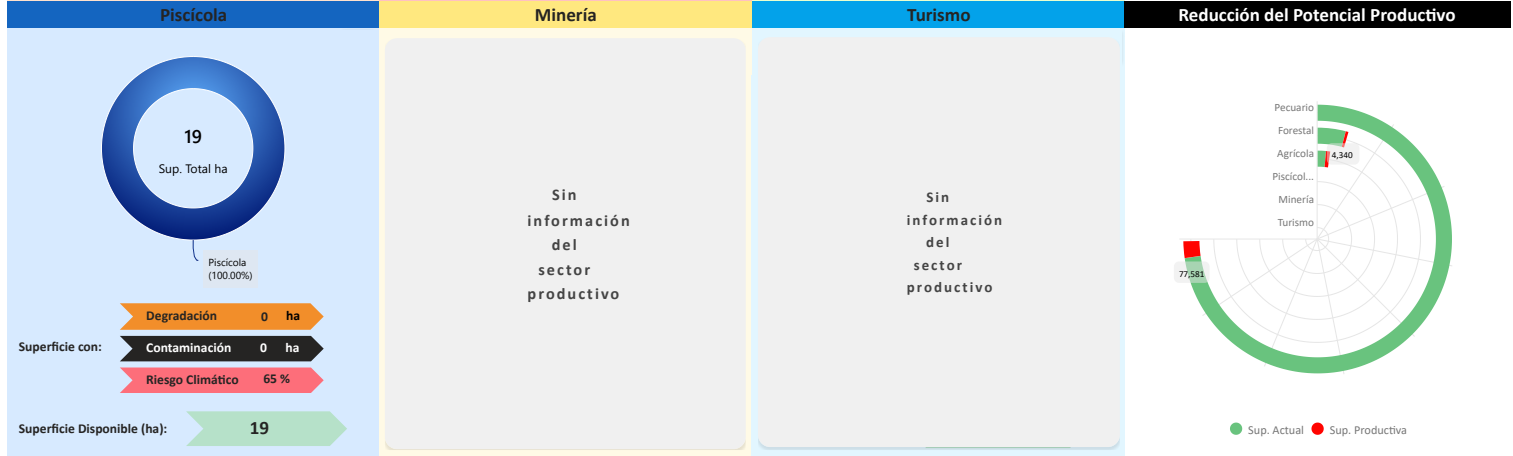 Piscícola
19
Sup. Total ha
Piscícola
(100.00%)
Superficie con:
Degradación 0 ha
Contaminación 0 ha
Riesgo Climático 65 %
Superficie Disponible (ha): 19
Minería
Sin
información
del
sector
productivo
Turismo
Sin
información
del
sector
productivo
Reducción del Potencial Productivo
Pecuario
Forestal
Agrícola
Piscícol...
Minería
Turismo
4,340
77,581
Sup. Actual Sup. Productiva